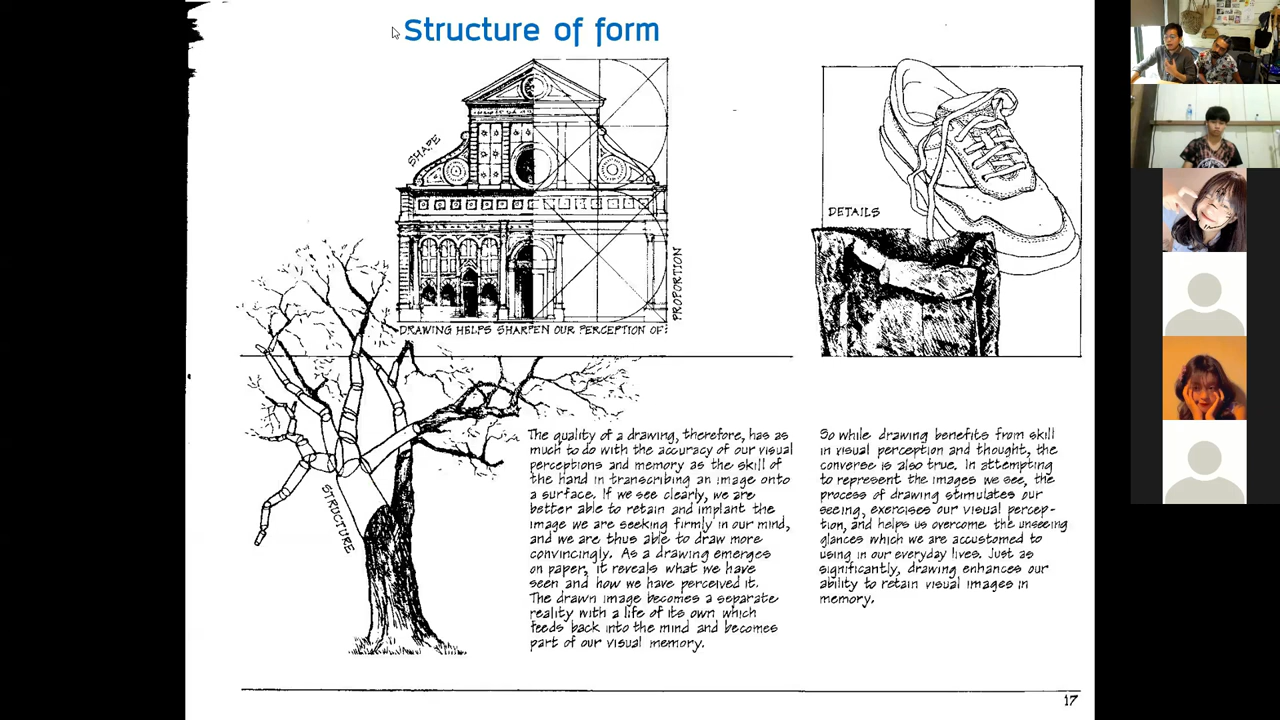 Structure of form
SHAPE
PROPORTION
DRAWING HELPS SHARPEN OUR PERCEPTION OF:
DETAILS
STRUCTURE
The quality of a drawing, therefore, has as
much to do with the accuracy of our visual
perceptions and memory as the skill of
the hand in transcribing an image onto
a surface. If we see clearly, we are
better able to retain and implant the
image we are seeking firmly in our mind,
and we are thus able to draw more
convincingly. As a drawing emerges
on paper, it reveals what we have
seen and how we have perceived it.
The drawn image becomes a separate
reality with a life of its own which
feeds back into the mind and becomes
part of our visual memory.
So while drawing benefits from skill
in visual perception and thought, the
converse is also true. In attempting
to represent the images we see, the
process of drawing stimulates our
seeing, exercises our visual percep-
tion, and helps us overcome the unseeing
glances which we are accustomed to
using in our everyday lives. Just as
significantly, drawing enhances our
ability to retain visual images in
memory.
17